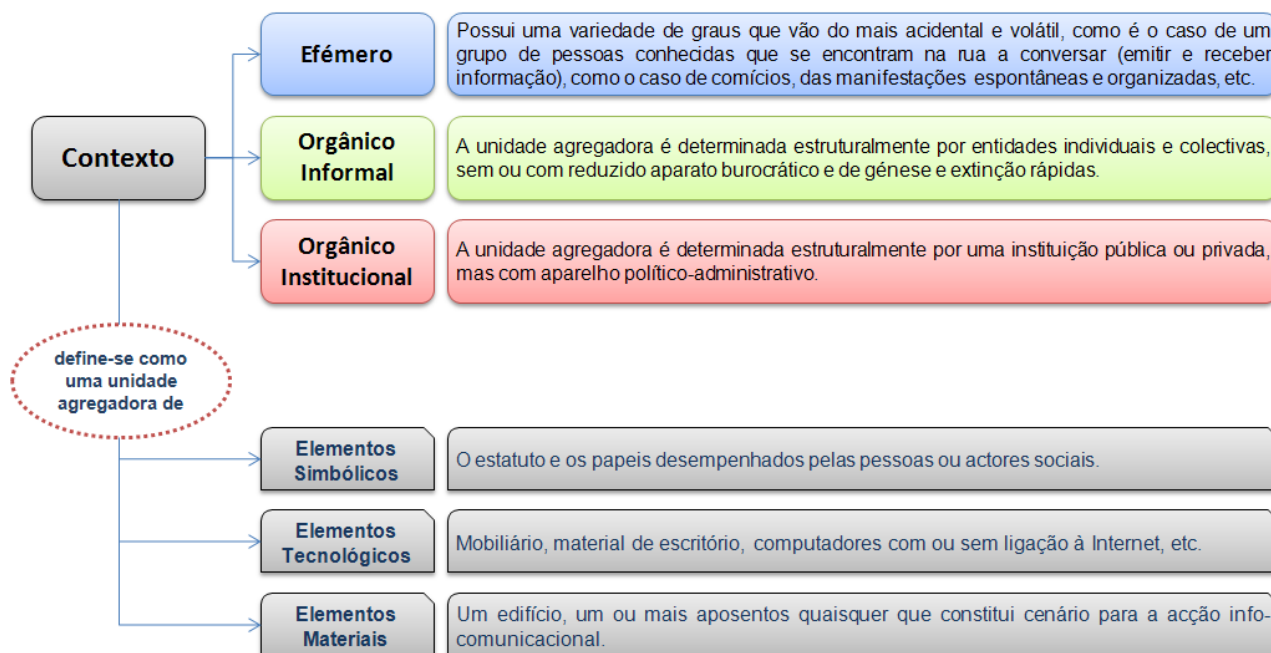 Efémero
Possui uma variedade de graus que vão do mais acidental e volátil, como é o caso de um
grupo de pessoas conhecidas que se encontram na rua a conversar (emitir e receber
informação), como o caso de comícios, das manifestações espontâneas e organizadas, etc.
Contexto
Orgânico
Informal
A unidade agregadora é determinada estruturalmente por entidades individuais e colectivas,
sem ou com reduzido aparato burocrático e de génese e extinção rápidas.
Orgânico
Institucional
A unidade agregadora é determinada estruturalmente por uma instituição pública ou privada,
mas com aparelho político-administrativo.
define-se como
uma unidade
agregadora de
Elementos
Simbólicos
O estatuto e os papeis desempenhados pelas pessoas ou actores sociais.
Elementos
Tecnológicos
Mobiliário, material de escritório, computadores com ou sem ligação à Internet, etc.
Elementos
Materiais
Um edifício, um ou mais aposentos quaisquer que constitui cenário para a acção info-
comunicacional.